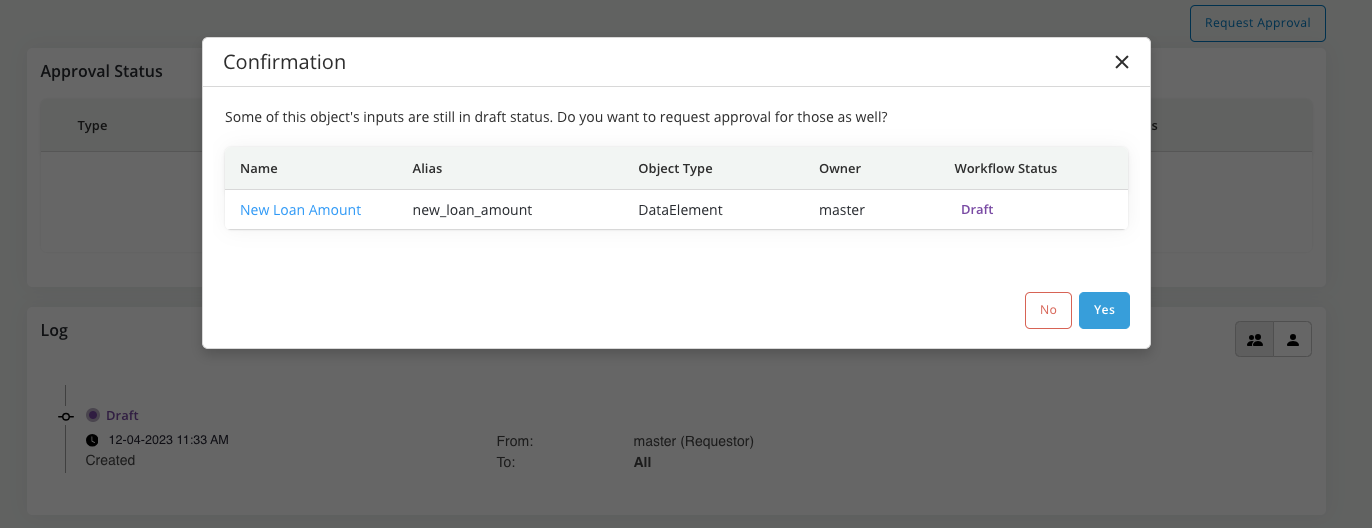 Request Approval
Confirmation
Approval Status
Some of this object's inputs are still in draft status. Do you want to request approval for those as well?
Type
Name Alias Object Type Owner Workflow Status
New Loan Amount new_loan_amount DataElement master Draft
No Yes
Log
Draft
12-04-2023 11:33 AM
Created
From: master (Requestor)
To: All